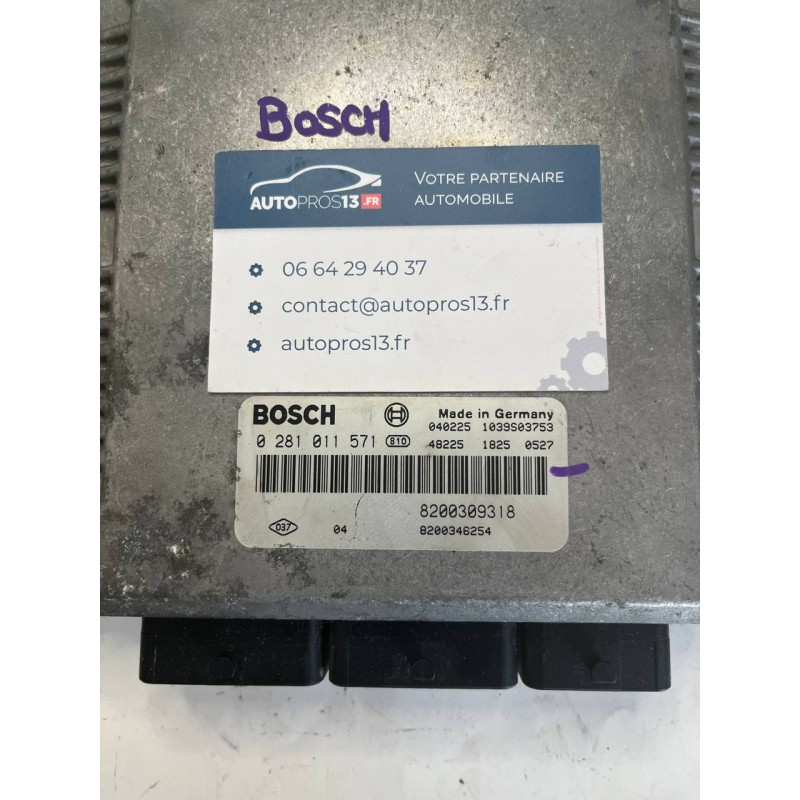 BOSCH
AUTOPROS13.FR
VOTRE PARTENAIRE
AUTOMOBILE
06 64 29 40 37
contact@autopros13.fr
autopros13.fr
BOSCH Made in Germany
040225 1039S03753
0 281 011 571 810 48225 1825 0527
8200309318
037 04 8200346254